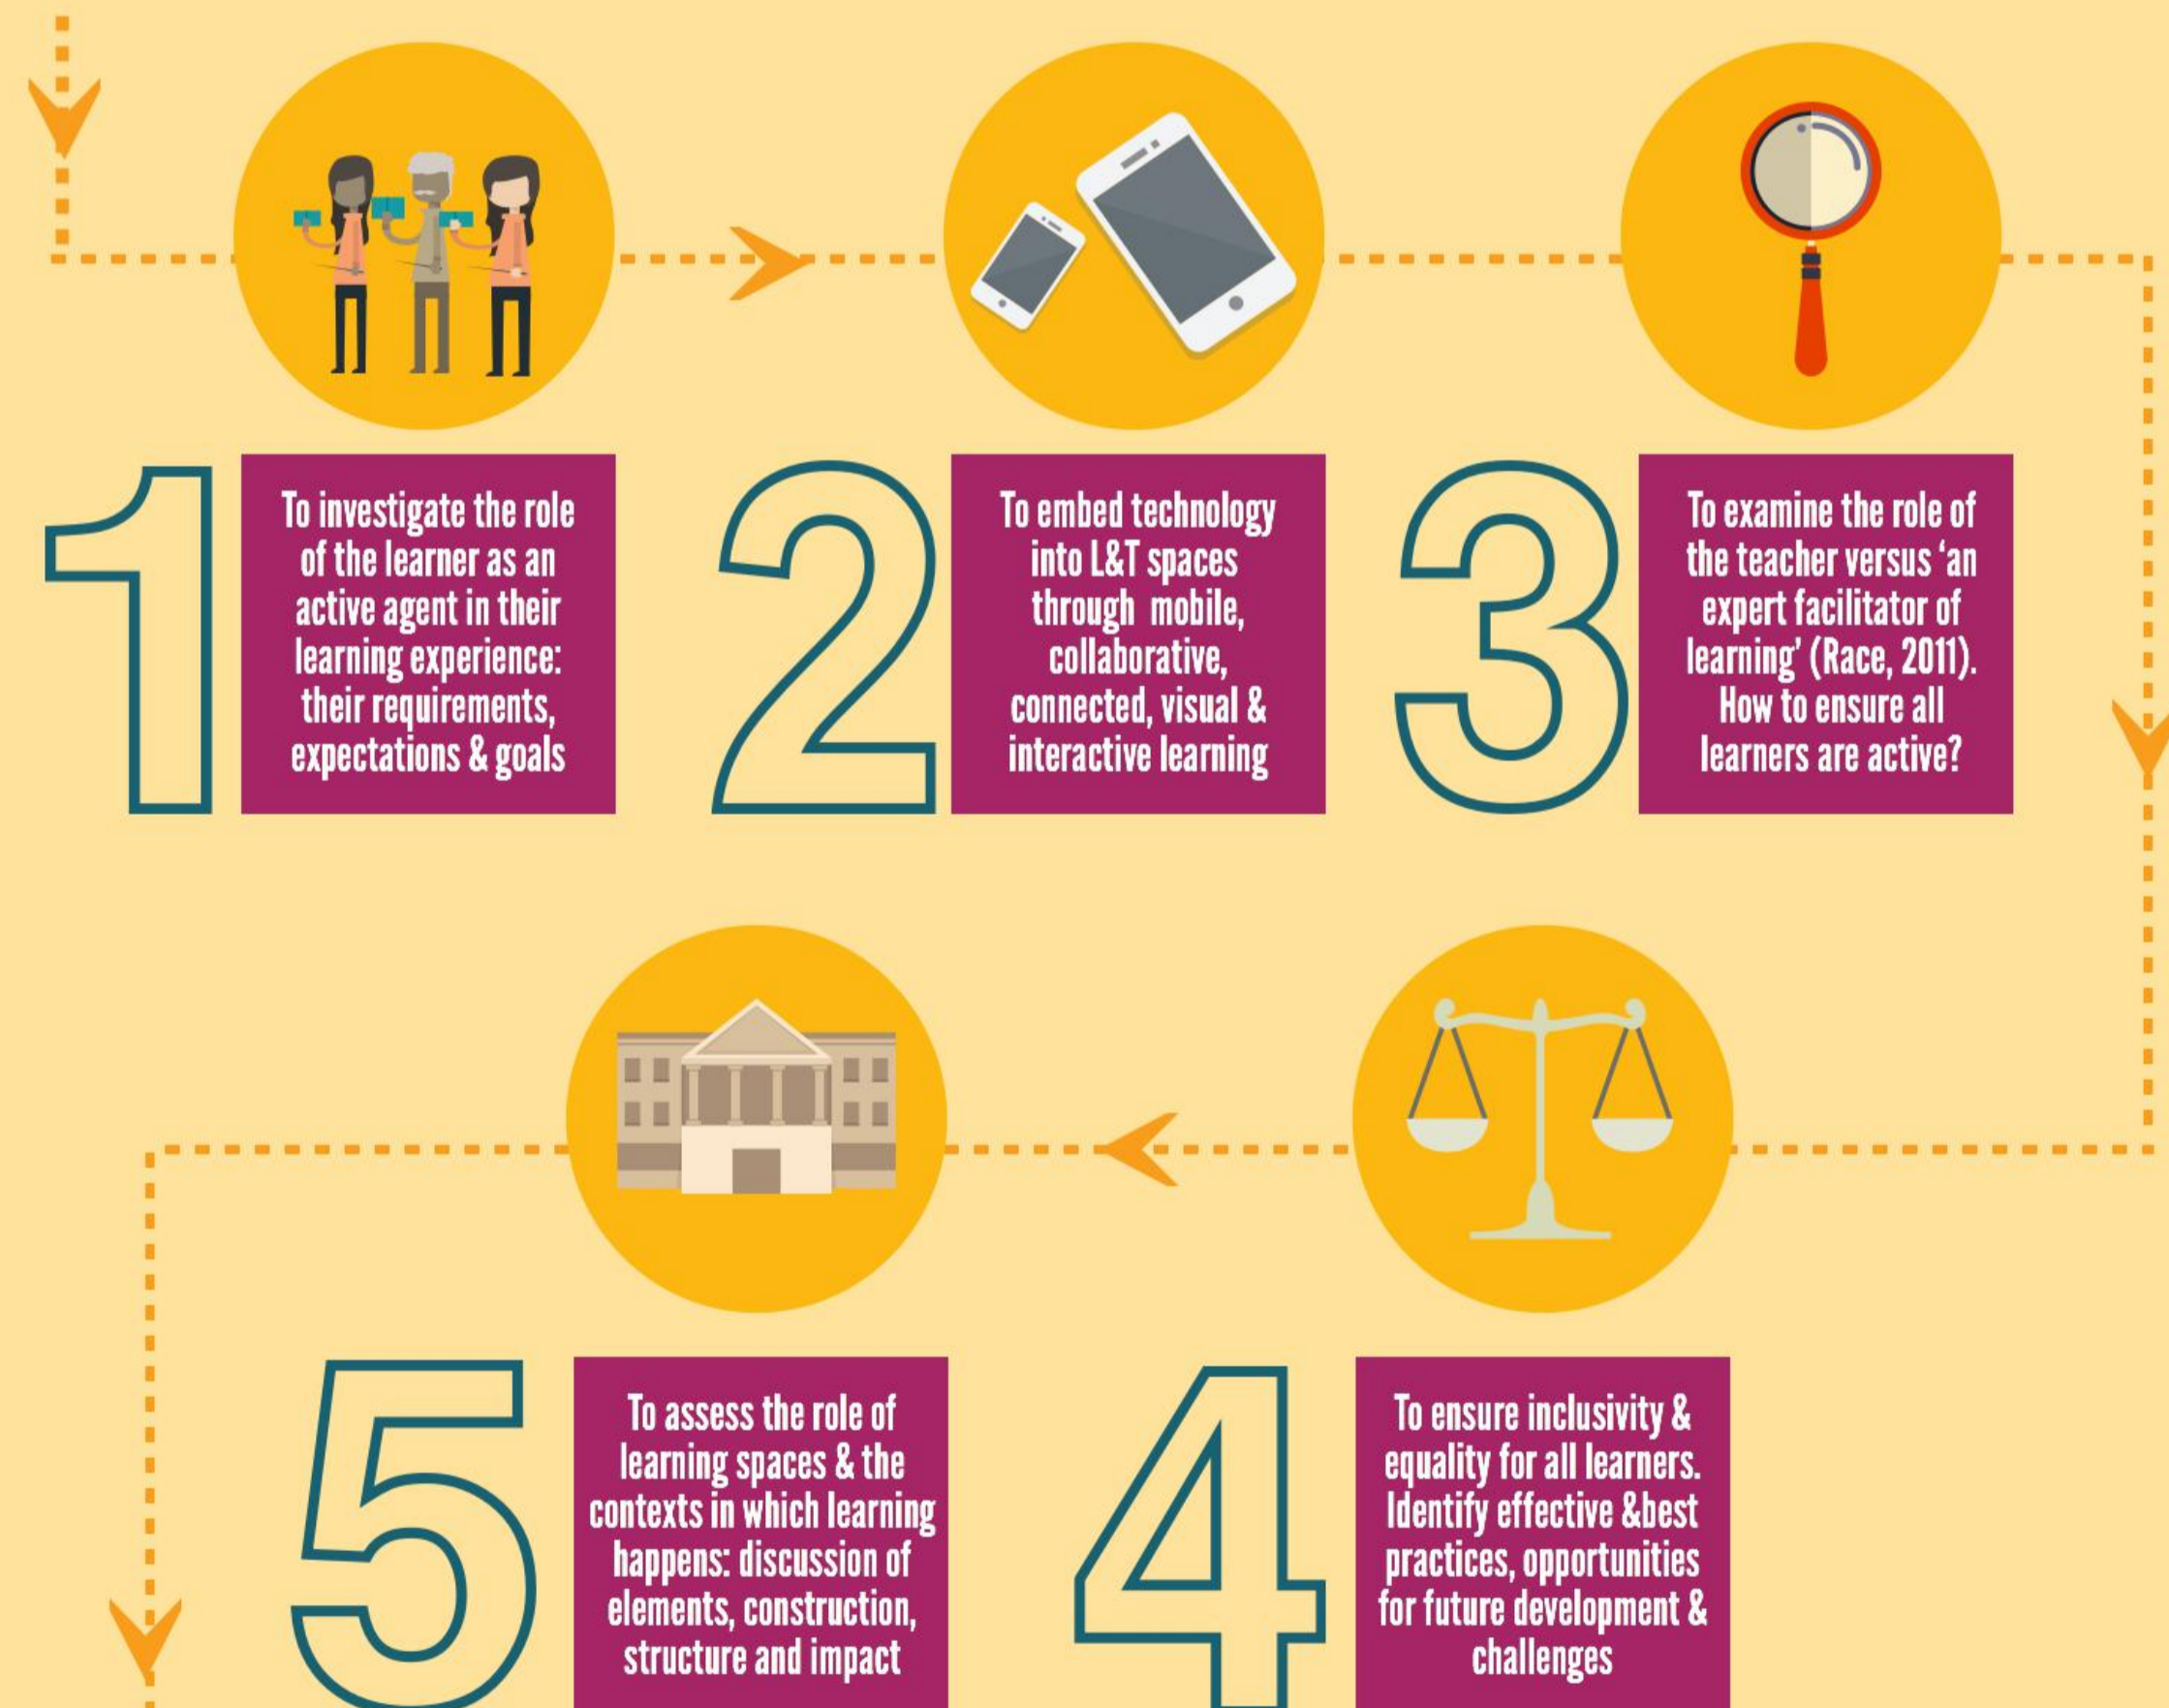 1
To investigate the role
of the learner as an
active agent in their
learning experience:
their requirements,
expectations & goals
2
To embed technology
into L&T spaces
through mobile,
collaborative,
connected, visual &
interactive learning
3
To examine the role of
the teacher versus ‘an
expert facilitator of
learning’ (Race, 2011).
How to ensure all
learners are active?
4
To ensure inclusivity &
equality for all learners.
Identify effective &best
practices, opportunities
for future development &
challenges
5
To assess the role of
learning spaces & the
contexts in which learning
happens: discussion of
elements, construction,
structure and impact